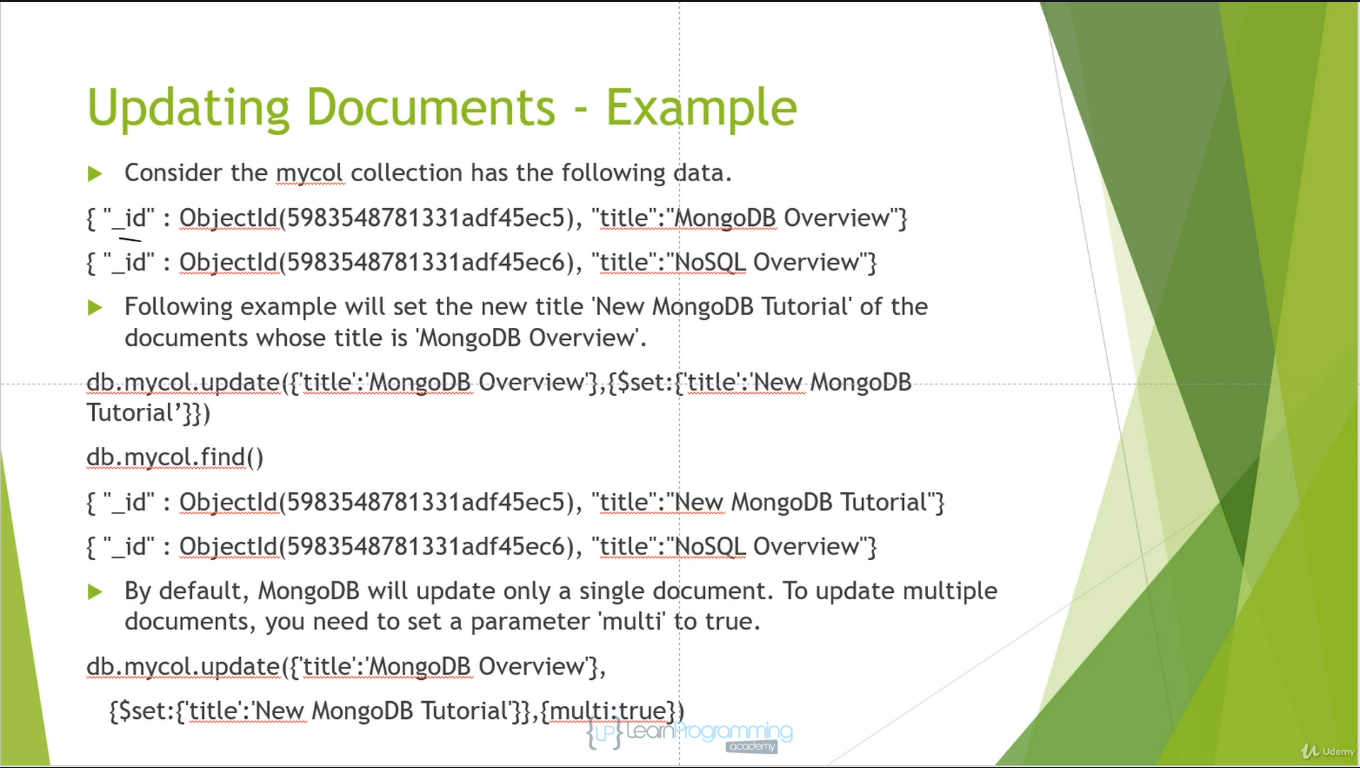 Updating Documents - Example
Consider the mycol collection has the following data.
{ "_id" : ObjectId(5983548781331adf45ec5), "title":"MongoDB Overview"}
{ "_id" : ObjectId(5983548781331adf45ec6), "title":"NoSQL Overview"}
Following example will set the new title 'New MongoDB Tutorial' of the
documents whose title is 'MongoDB Overview'.
db.mycol.update({'title':'MongoDB Overview'},{$set:{'title':'New MongoDB
Tutorial’}})
db.mycol.find()
{ "_id" : ObjectId(5983548781331adf45ec5), "title":"New MongoDB Tutorial"}
{ "_id" : ObjectId(5983548781331adf45ec6), "title":"NoSQL Overview"}
By default, MongoDB will update only a single document. To update multiple
documents, you need to set a parameter 'multi' to true.
db.mycol.update({'title':'MongoDB Overview'},
{$set:{'title':'New MongoDB Tutorial'}},{multi:true})
{LP} LearnProgramming
academy
Udemy